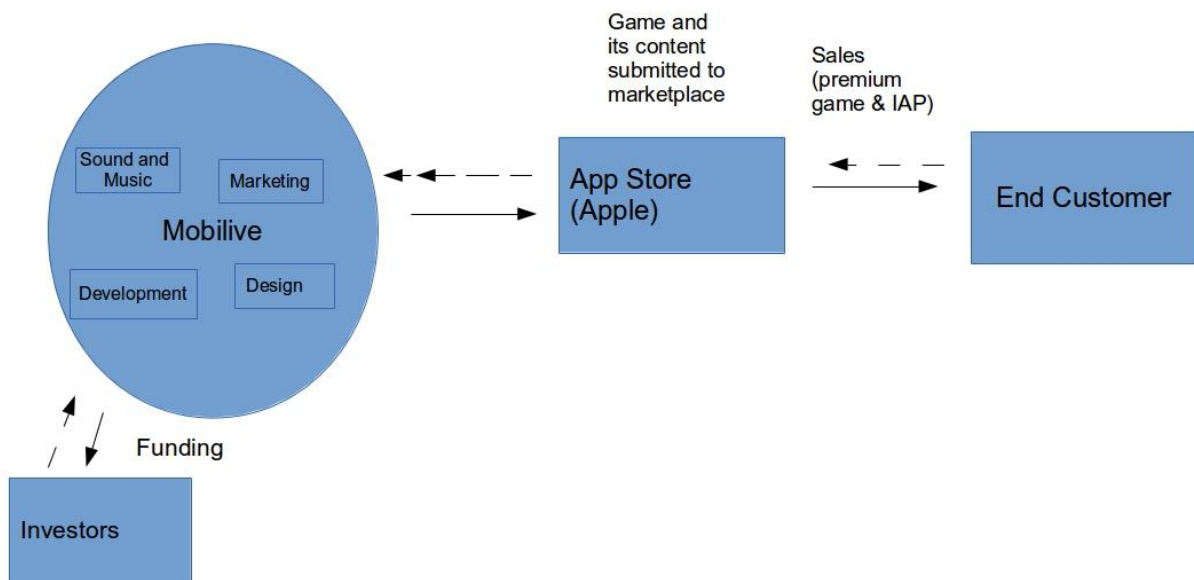 Game and
its content
submitted to
marketplace
Sales
(premium
game & IAP)
Sound and
Music
Marketing
Mobilive
Development
Design
App Store
(Apple)
End Customer
Funding
Investors